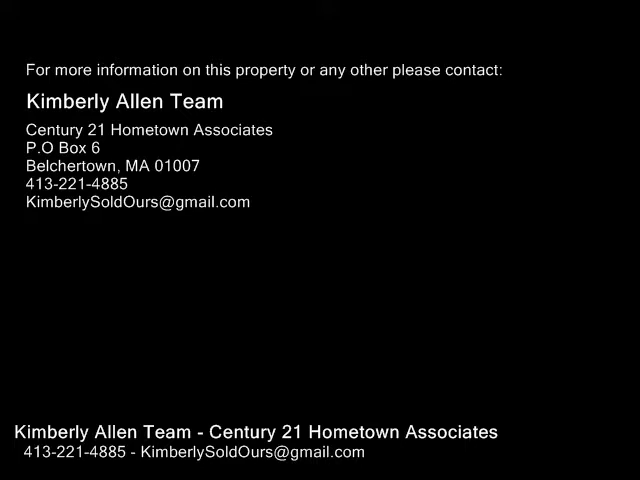 For more information on this property or any other please contact:
Kimberly Allen Team
Century 21 Hometown Associates
P.O Box 6
Belchertown, MA 01007
413-221-4885
KimberlySoldOurs@gmail.com
Kimberly Allen Team - Century 21 Hometown Associates
413-221-4885 - KimberlySoldOurs@gmail.com